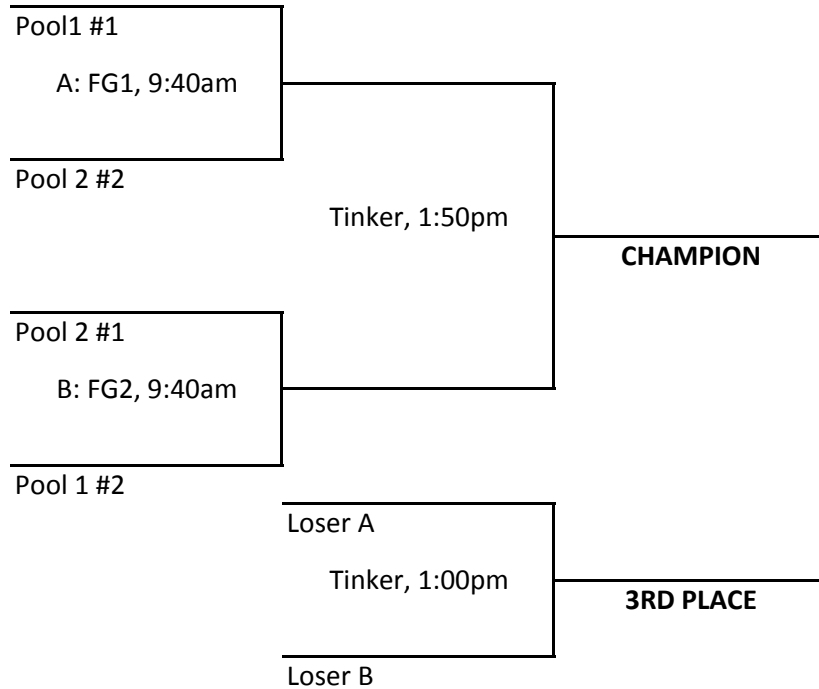 Pool1 #1
A: FG1, 9:40am
Pool 2 #2
Tinker, 1:50pm
CHAMPION
Pool 2 #1
B: FG2, 9:40am
Pool 1 #2
Loser A
Tinker, 1:00pm
3RD PLACE
Loser B